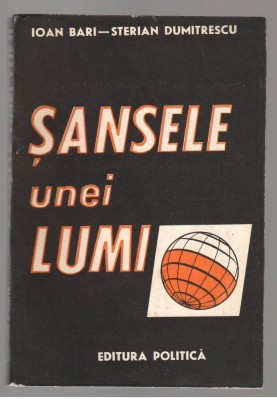 IOAN BARI—STERIAN DUMITRESCU
ȘANSELE
unei
LUMI
EDITURA POLITICĂ